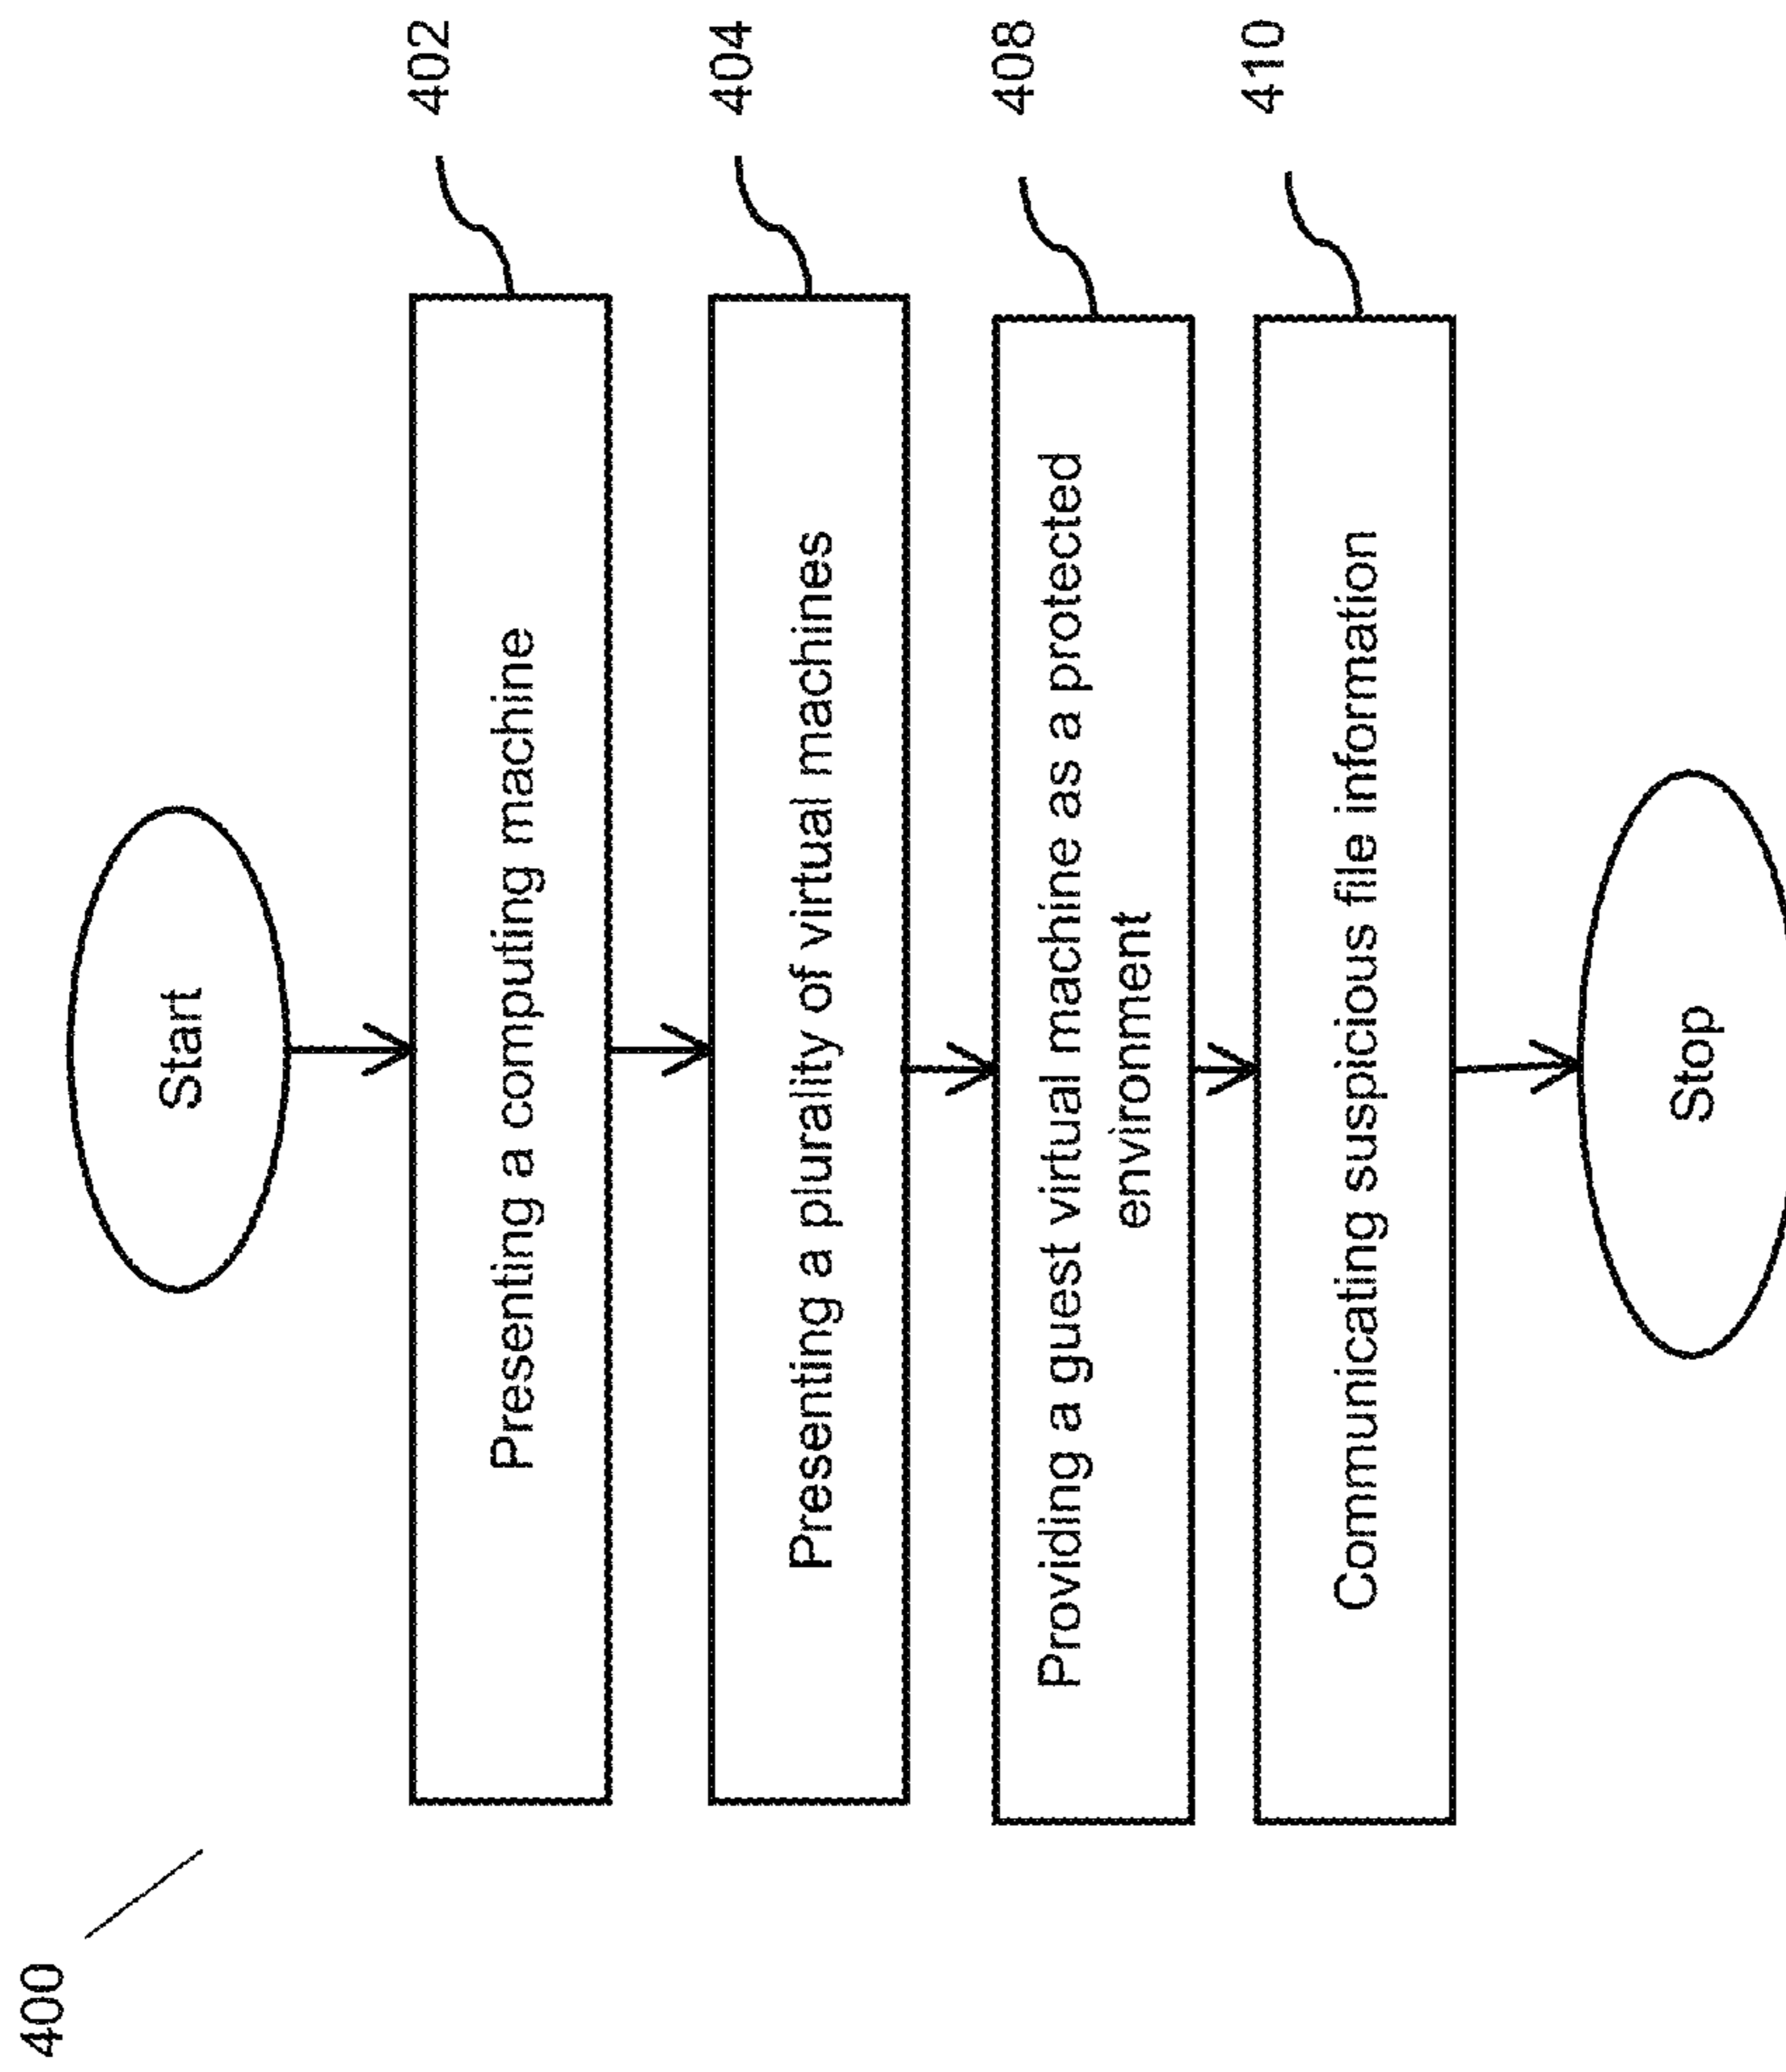 400
Start
Presenting a computing machine
402
Presenting a plurality of virtual machines
404
Providing a guest virtual machine as a protected
environment
408
Communicating suspicious file information
410
Stop